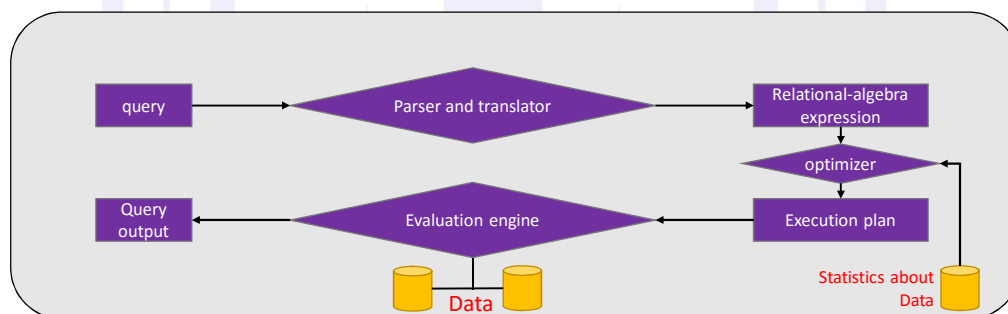 query
Parser and translator
Relational-algebra
expression
optimizer
Query
output
Evaluation engine
Execution plan
Data
Statistics about
Data